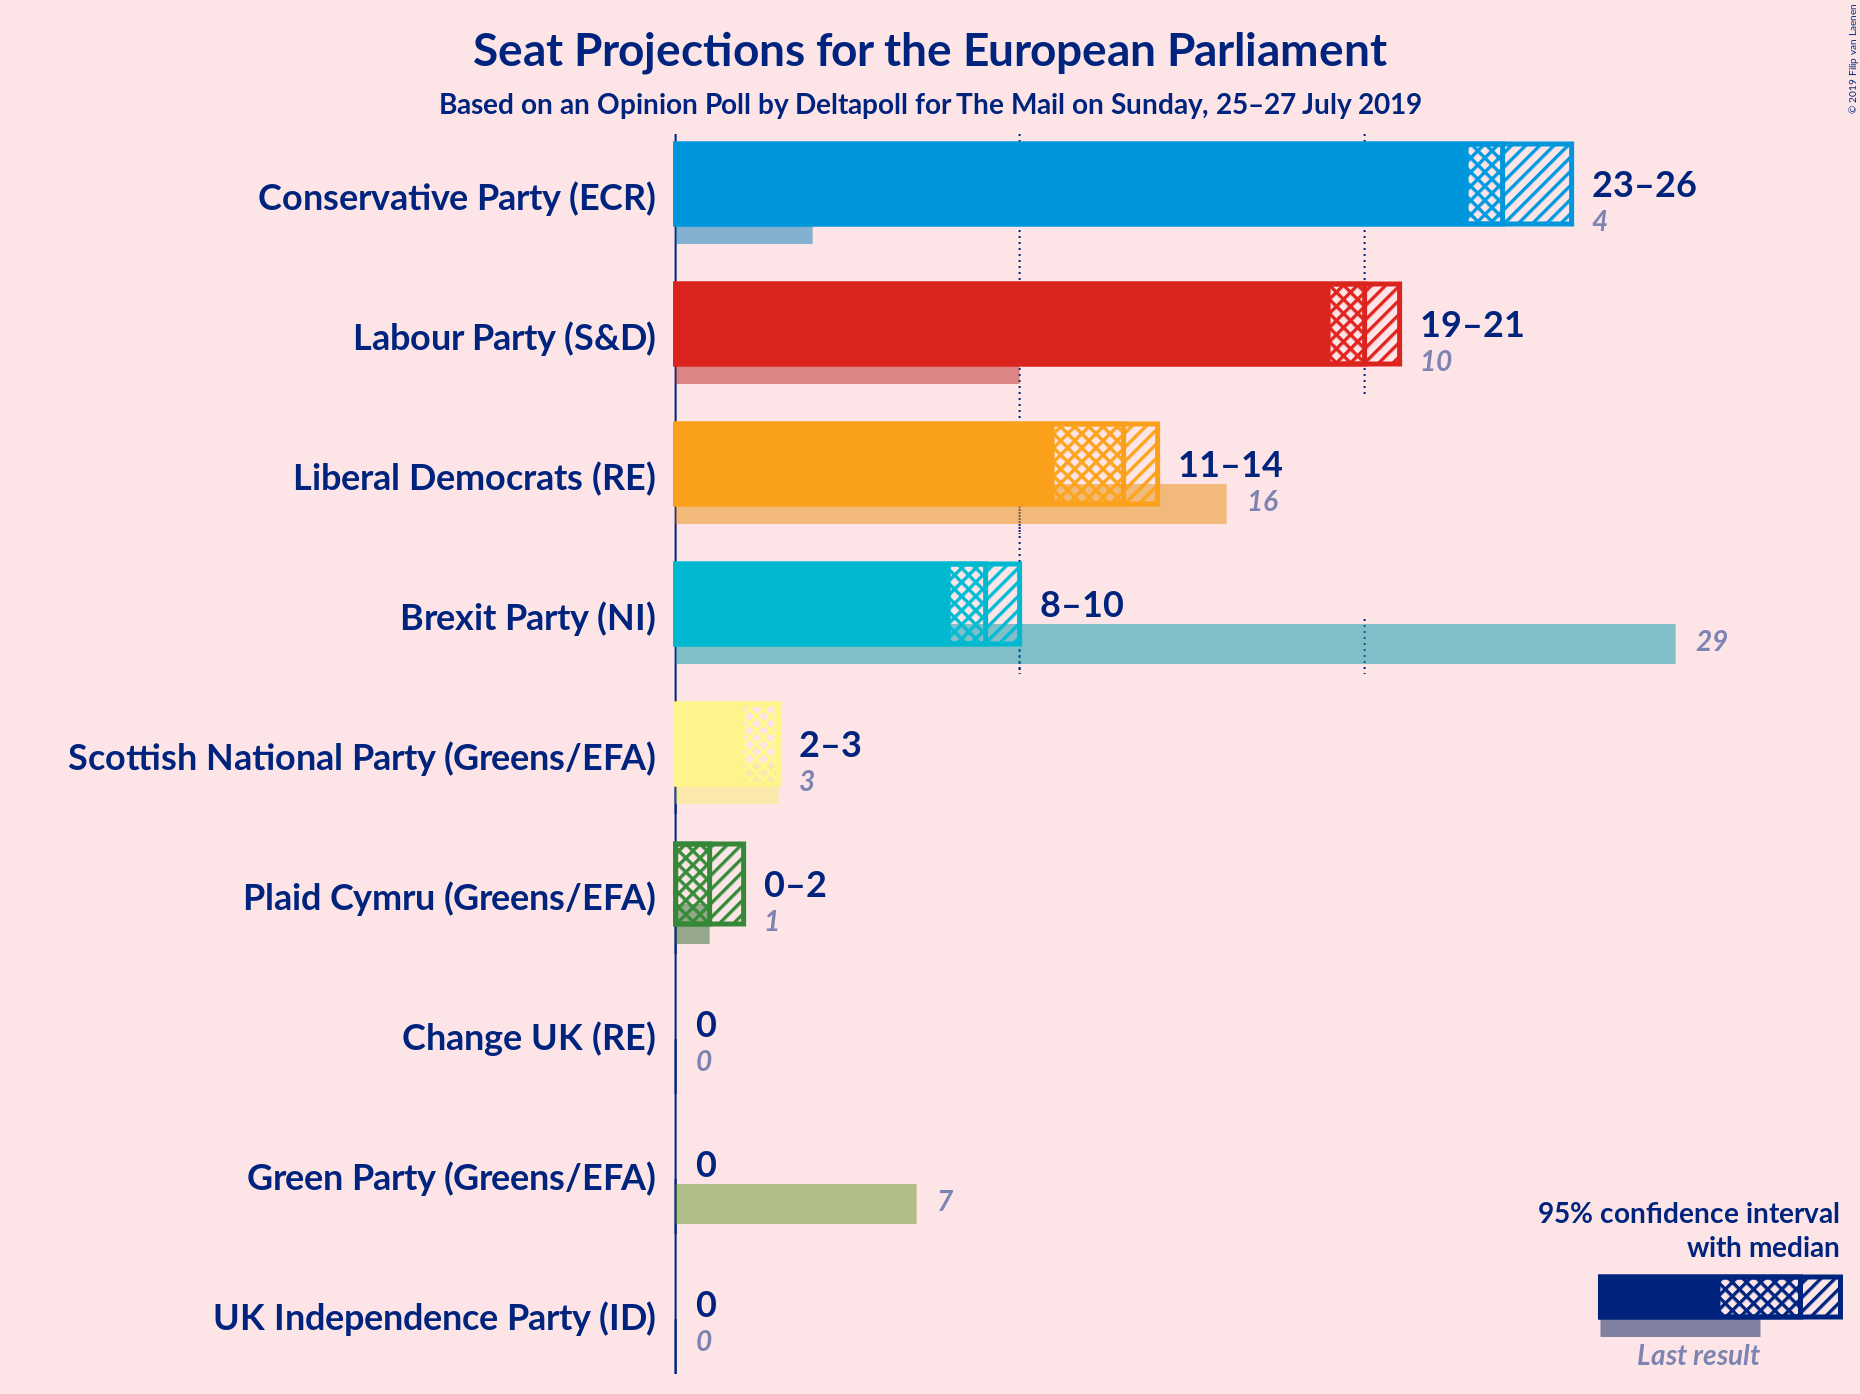 Seat Projections for the European Parliament
Based on an Opinion Poll by Deltapoll for The Mail on Sunday, 25–27 July 2019
© 2019 Filip van Laenen
Conservative Party (ECR)
23–26
4
Labour Party (S&D)
19–21
10
Liberal Democrats (RE)
11–14
16
Brexit Party (NI)
8–10
29
Scottish National Party (Greens/EFA)
2–3
3
Plaid Cymru (Greens/EFA)
0–2
1
Change UK (RE)
0
0
Green Party (Greens/EFA)
0
7
UK Independence Party (ID)
0
0
95% confidence interval
with median
Last result